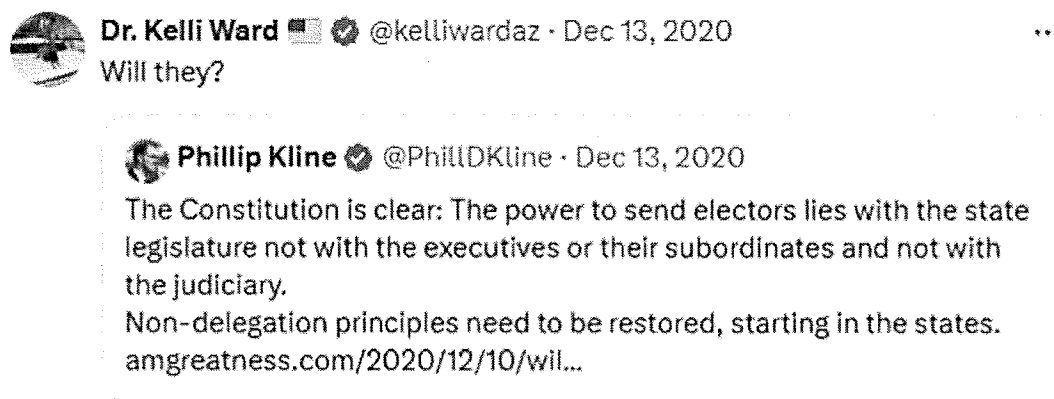 Dr. Kelli Ward @kelliwardaz · Dec 13, 2020
Will they?
Phillip Kline @PhillDKline · Dec 13, 2020
The Constitution is clear: The power to send electors lies with the state
legislature not with the executives or their subordinates and not with
the judiciary.
Non-delegation principles need to be restored, starting in the states.
amgreatness.com/2020/12/10/wil...